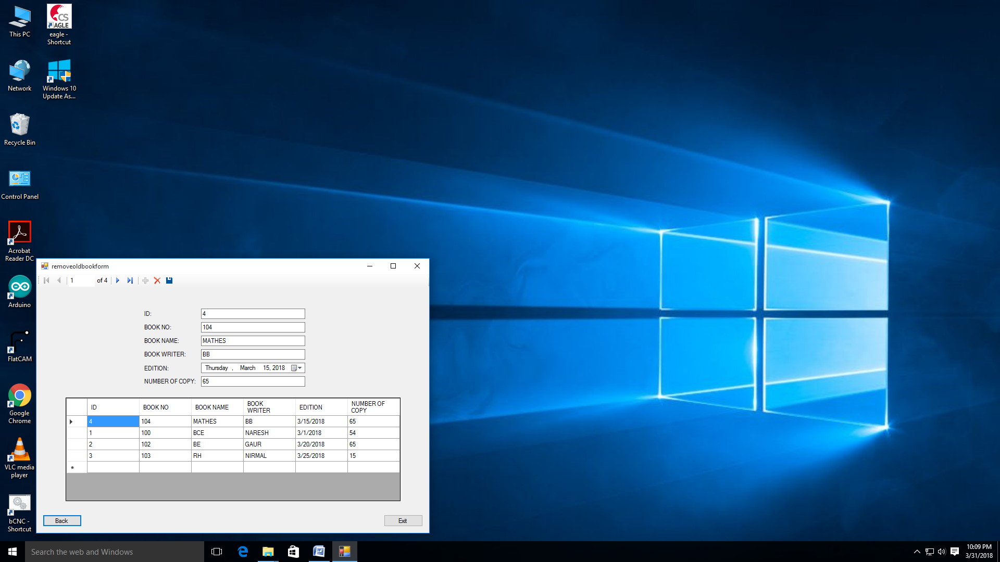 This PC
CS
AGLE
eagle -
Shortcut
Network
Windows 10
Update As...
Recycle Bin
Control Panel
Acrobat
Reader DC
Arduino
FlatCAM
Google
Chrome
VLC media
player
bCNC -
Shortcut
removeoldbookform
1 of 4
ID: 4
BOOK NO: 104
BOOK NAME: MATHES
BOOK WRITER: BB
EDITION: Thursday , March 15, 2018
NUMBER OF COPY: 65
ID BOOK NO BOOK NAME BOOK WRITER EDITION NUMBER OF COPY
4 104 MATHES BB 3/15/2018 65
1 100 BCE NARESH 3/1/2018 54
2 102 BE GAUR 3/20/2018 65
3 103 RH NIRMAL 3/25/2018 15
*
Back Exit
Search the web and Windows
10:09 PM
3/31/2018